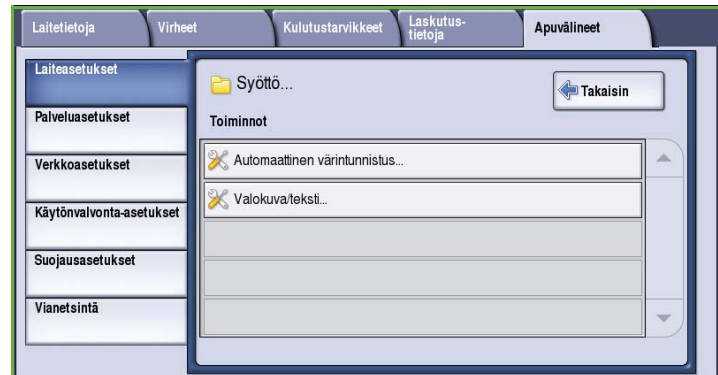 Laitetietoja
Virheet
Kulutustarvikkeet
Laskutus-
tietoja
Apuvälineet
Laiteasetukset
Palveluasetukset
Verkkoasetukset
Käytönvalvonta-asetukset
Suojausasetukset
Vianetsintä
Syöttö...
Takaisin
Toiminnot
Automaattinen värintunnistus...
Valokuva/teksti...